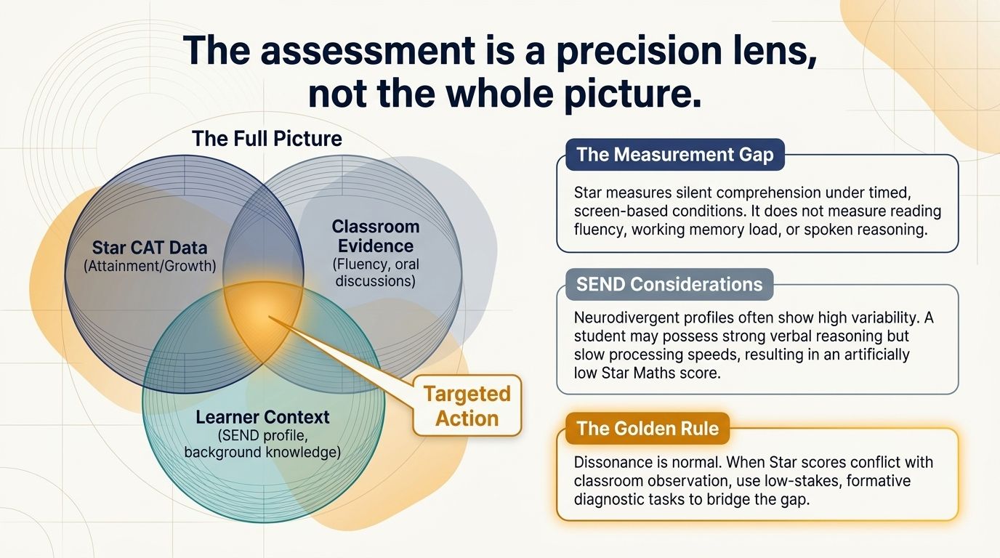 The assessment is a precision lens,
not the whole picture.
The Full Picture
Star CAT Data
(Attainment/Growth)
Classroom
Evidence
(Fluency, oral
discussions)
Learner Context
(SEND profile,
background knowledge)
Targeted
Action
The Measurement Gap
Star measures silent comprehension under timed,
screen-based conditions. It does not measure reading
fluency, working memory load, or spoken reasoning.
SEND Considerations
Neurodivergent profiles often show high variability. A
student may possess strong verbal reasoning but
slow processing speeds, resulting in an artificially
low Star Maths score.
The Golden Rule
Dissonance is normal. When Star scores conflict with
classroom observation, use low-stakes, formative
diagnostic tasks to bridge the gap.